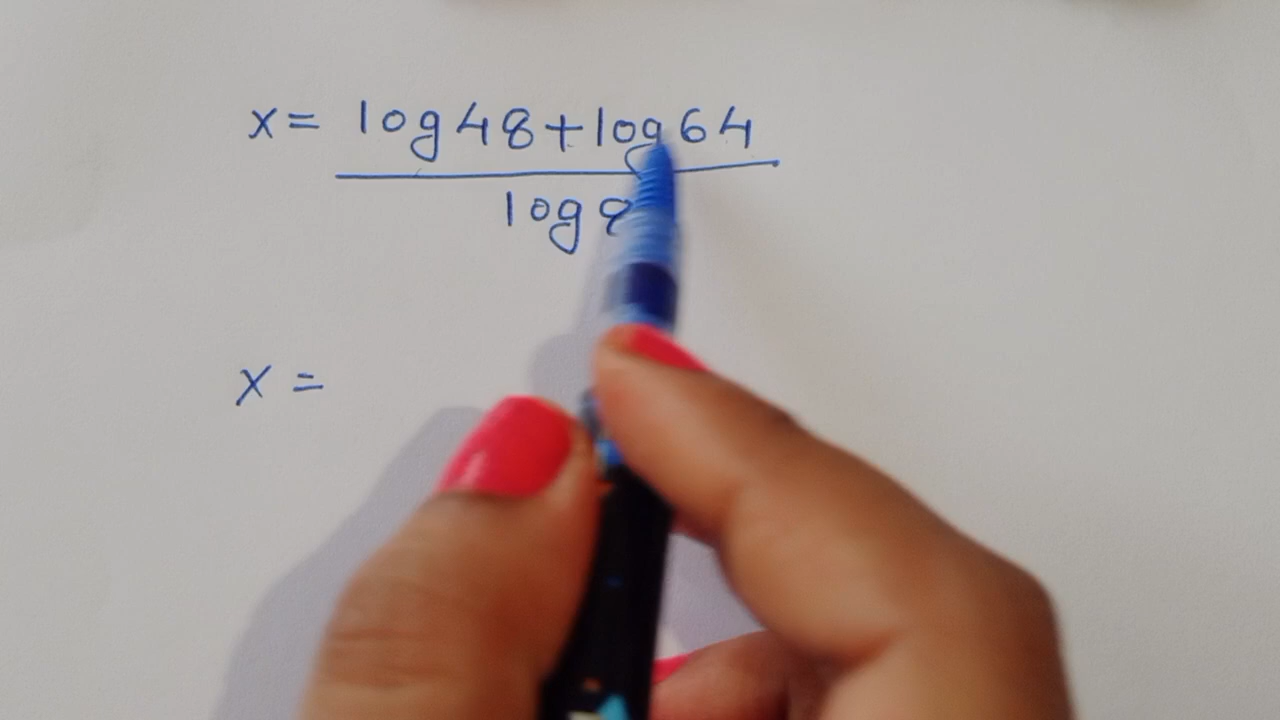 x = log 48 + log 64
log
x =